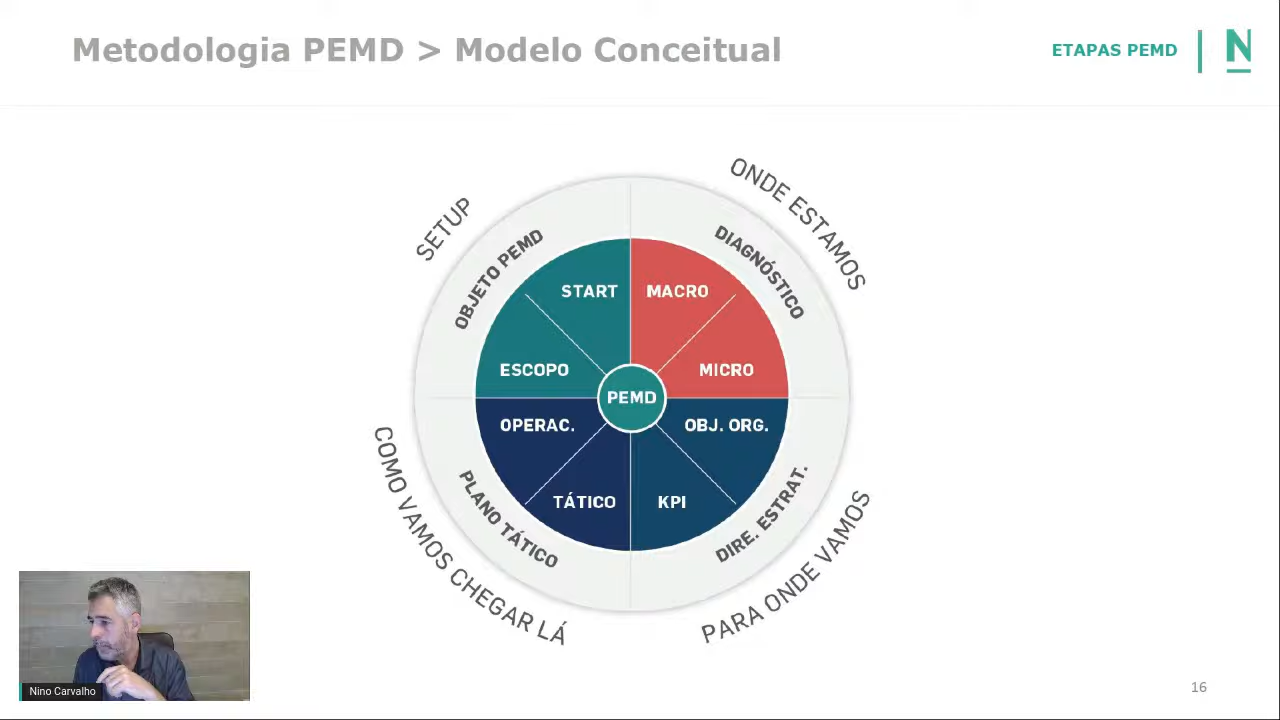 Metodologia PEMD > Modelo Conceitual
ETAPAS PEMD
N
SETUP
ONDE ESTAMOS
OBJETO PEMD
DIAGNÓSTICO
START
MACRO
ESCOPO
MICRO
PEMD
OPERAC.
OBJ. ORG.
TÁTICO
KPI
PLANO TÁTICO
DIRE. ESTRAT.
COMO VAMOS CHEGAR LÁ
PARA ONDE VAMOS
Nino Carvalho
16